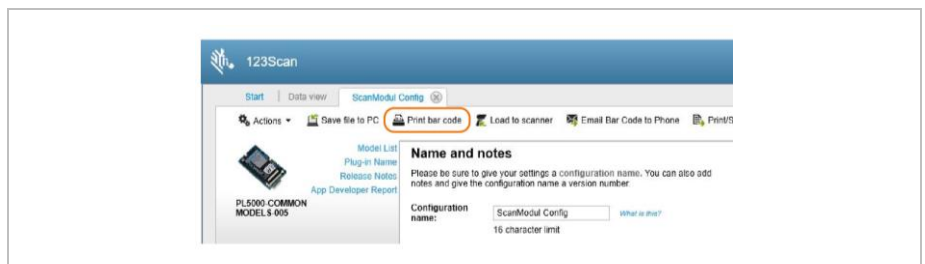 123Scan
Start | Data view ScanModul Config
Actions Save file to PC Print bar code Load to scanner Email Bar Code to Phone Print/S
Model List
Plug-in Name
Release Notes
App Developer Report
PL5000-COMMON
MODELS-005
Name and notes
Please be sure to give your settings a configuration name. You can also add
notes and give the configuration name a version number
Configuration
name:
ScanModul Config
What is this?
16 character limit